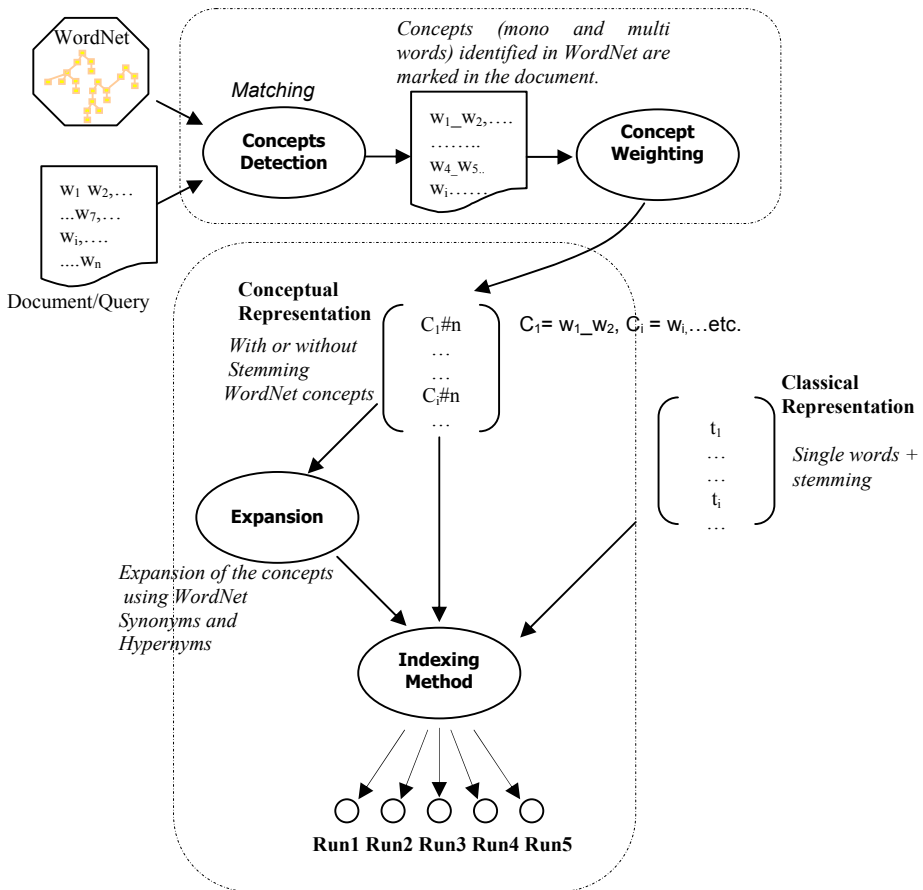 WordNet
Concepts (mono and multi
words) identified in WordNet are
marked in the document.
Matching
Concepts
Detection
w1_w2,….
……..
w4_w5..
wi……
Concept
Weighting
w1 w2,…
...w7,…
wi,….
....wn
Document/Query
Conceptual
Representation
With or without
Stemming
WordNet concepts
C1#n
…
…
Ci#n
…
C1= w1_w2, Ci = wi,…etc.
Classical
Representation
t1
…
…
ti
…
Single words +
stemming
Expansion
Expansion of the concepts
using WordNet
Synonyms and
Hypernyms
Indexing
Method
Run1 Run2 Run3 Run4 Run5